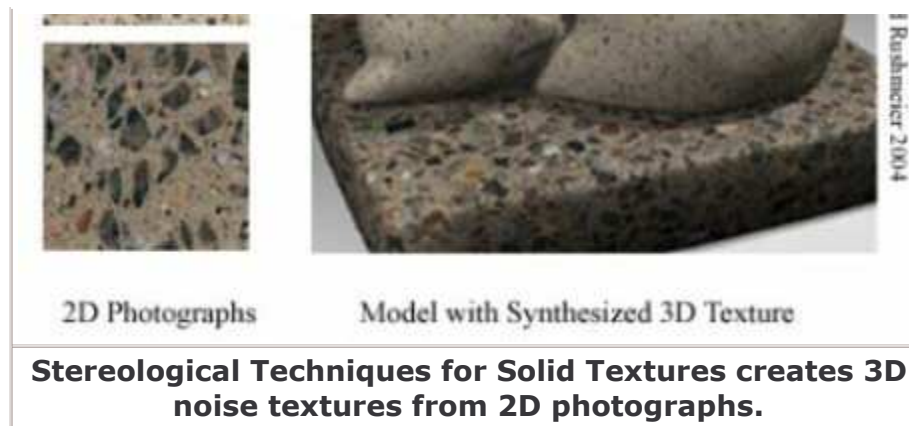 Rushmeier 2004
2D Photographs
Model with Synthesized 3D Texture
Stereological Techniques for Solid Textures creates 3D
noise textures from 2D photographs.